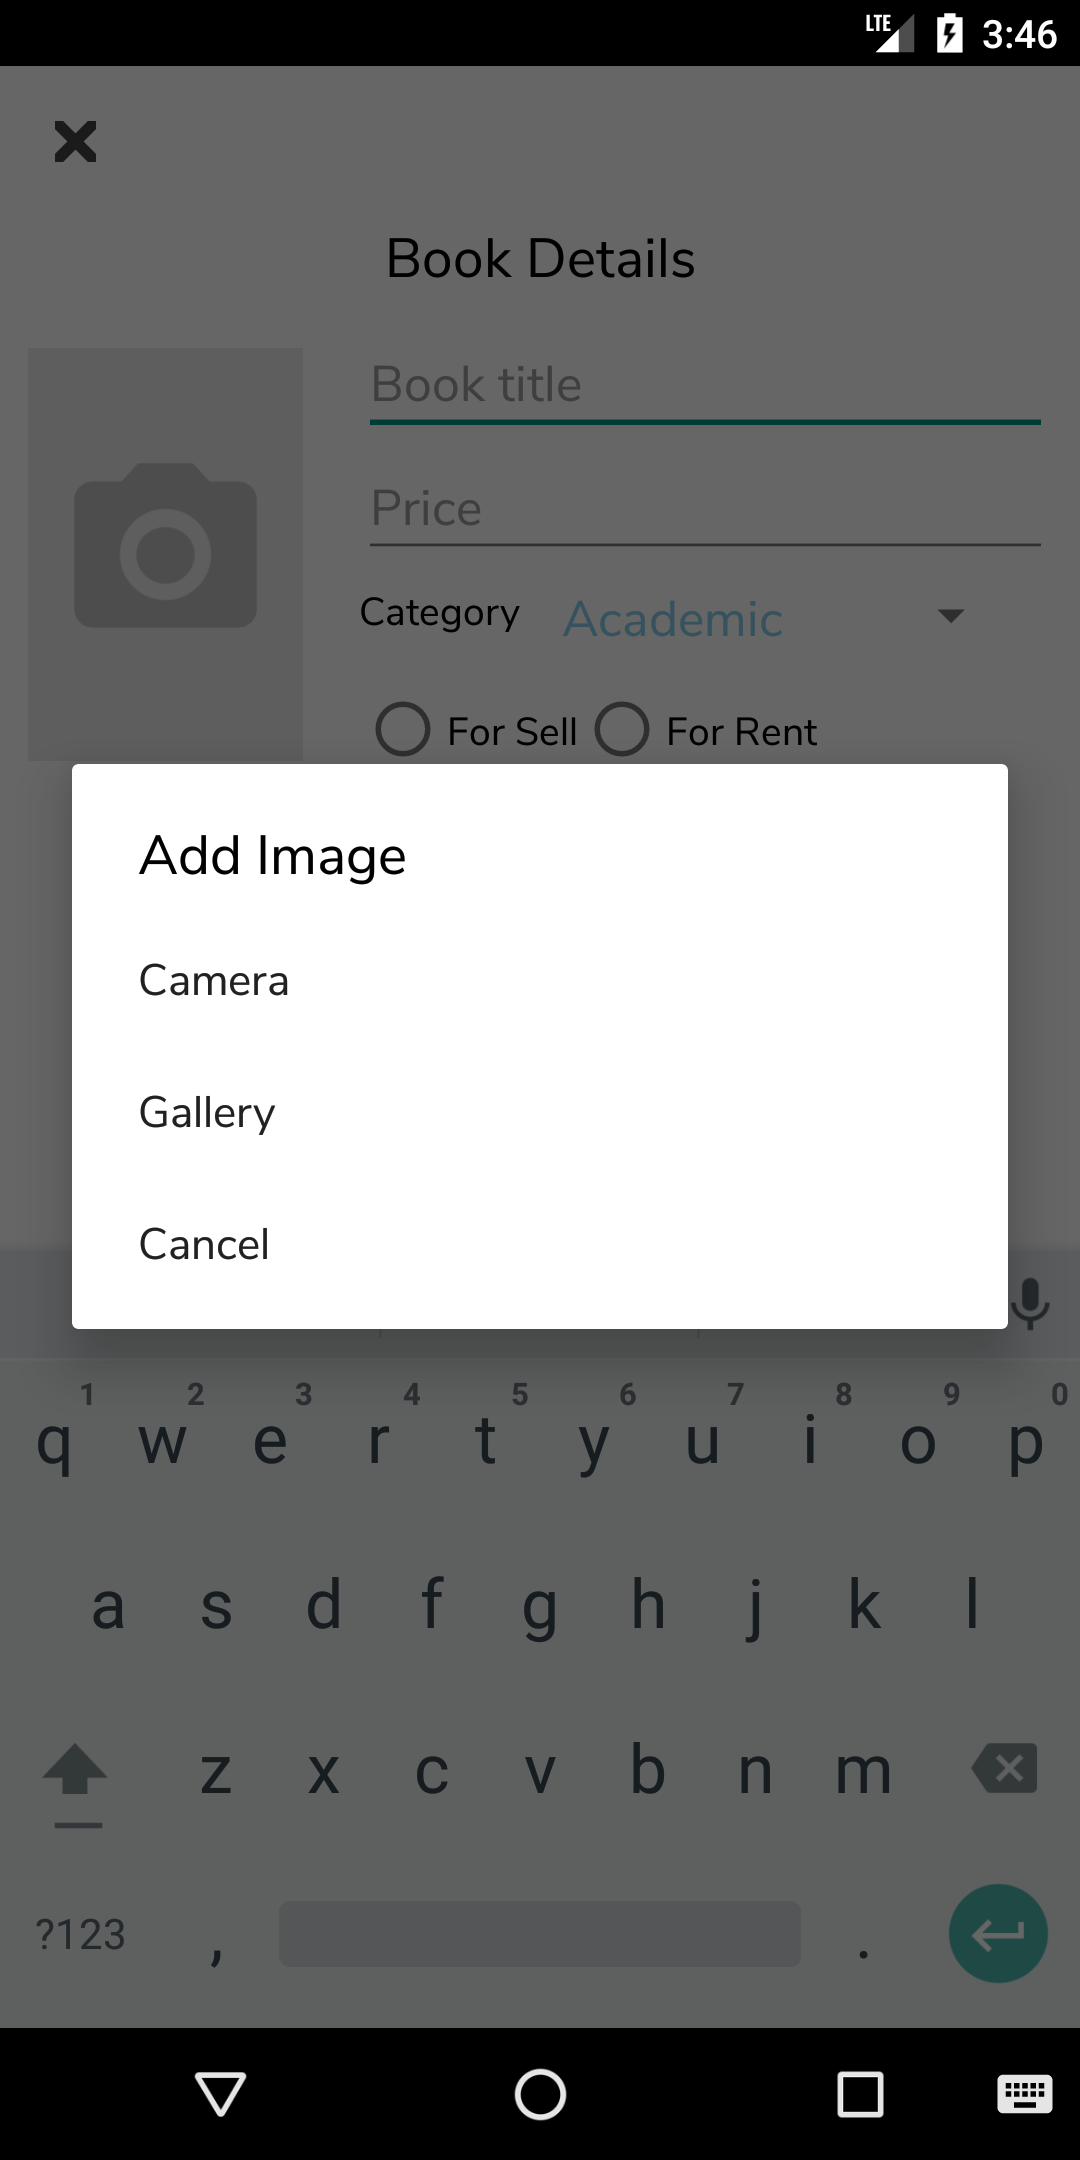 LTE 3:46
Book Details
Book title
Price
Category Academic
For Sell For Rent
Add Image
Camera
Gallery
Cancel
1 2 3 4 5 6 7 8 9 0
q w e r t y u i o p
a s d f g h j k l
z x c v b n m
?123 , .